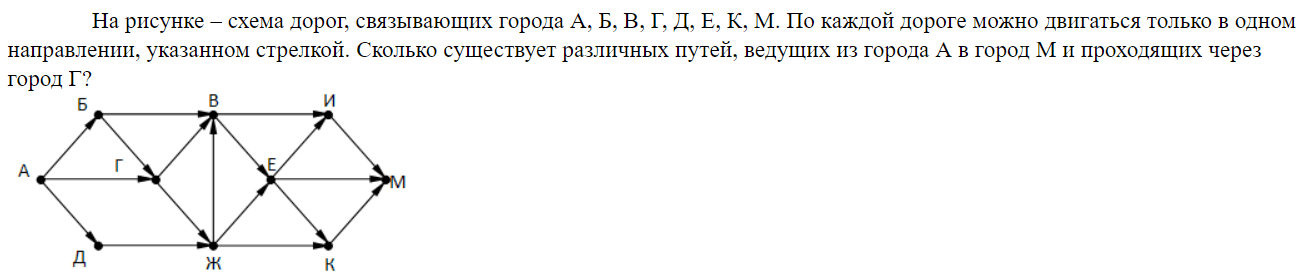 На рисунке – схема дорог, связывающих города А, Б, В, Г, Д, Е, К, М. По каждой дороге можно двигаться только в одном
направлении, указанном стрелкой. Сколько существует различных путей, ведущих из города А в город М и проходящих через
город Г?
Б В И
А Г Е М
Д Ж К